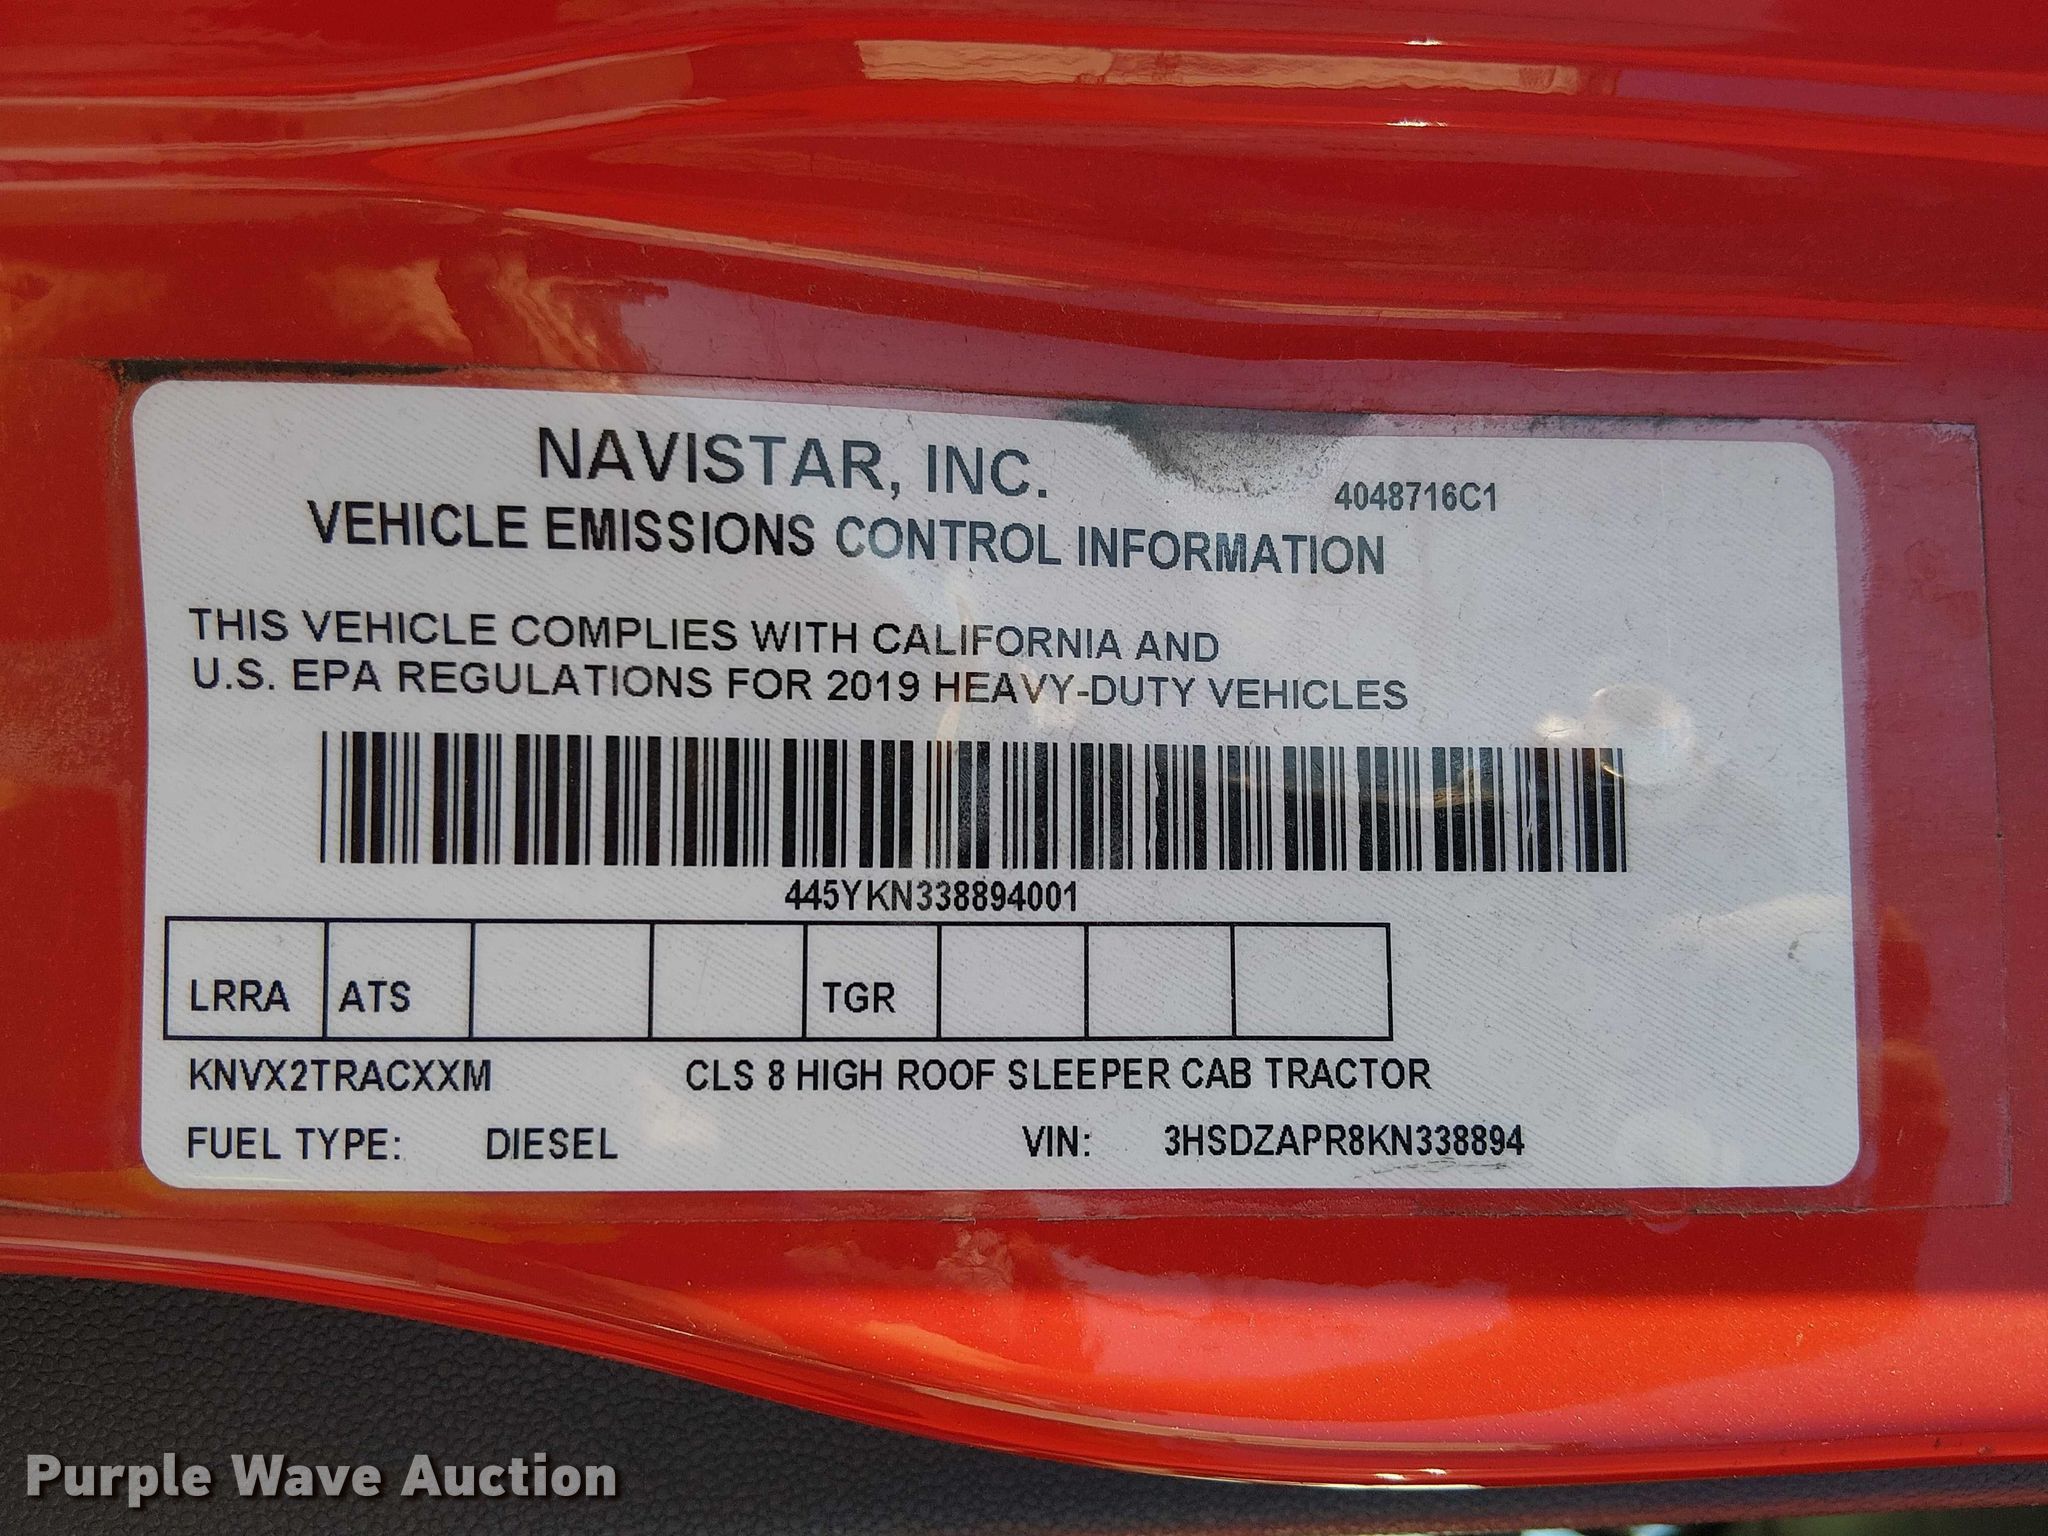 NAVISTAR, INC.
4048716C1
VEHICLE EMISSIONS CONTROL INFORMATION
THIS VEHICLE COMPLIES WITH CALIFORNIA AND
U.S. EPA REGULATIONS FOR 2019 HEAVY-DUTY VEHICLES
445YKN338894001
LRRA ATS TGR
KNVX2TRACXXM CLS 8 HIGH ROOF SLEEPER CAB TRACTOR
FUEL TYPE: DIESEL VIN: 3HSDZAPR8KN338894
Purple Wave Auction